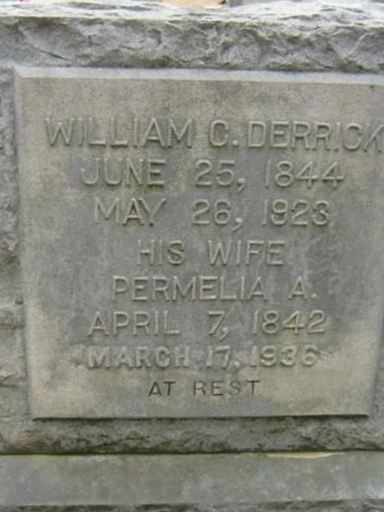 WILLIAM C. DERRICK
JUNE 25, 1844
MAY 26, 1923
HIS WIFE
PERMELIA A.
APRIL 7, 1842
MARCH 17, 1936
AT REST